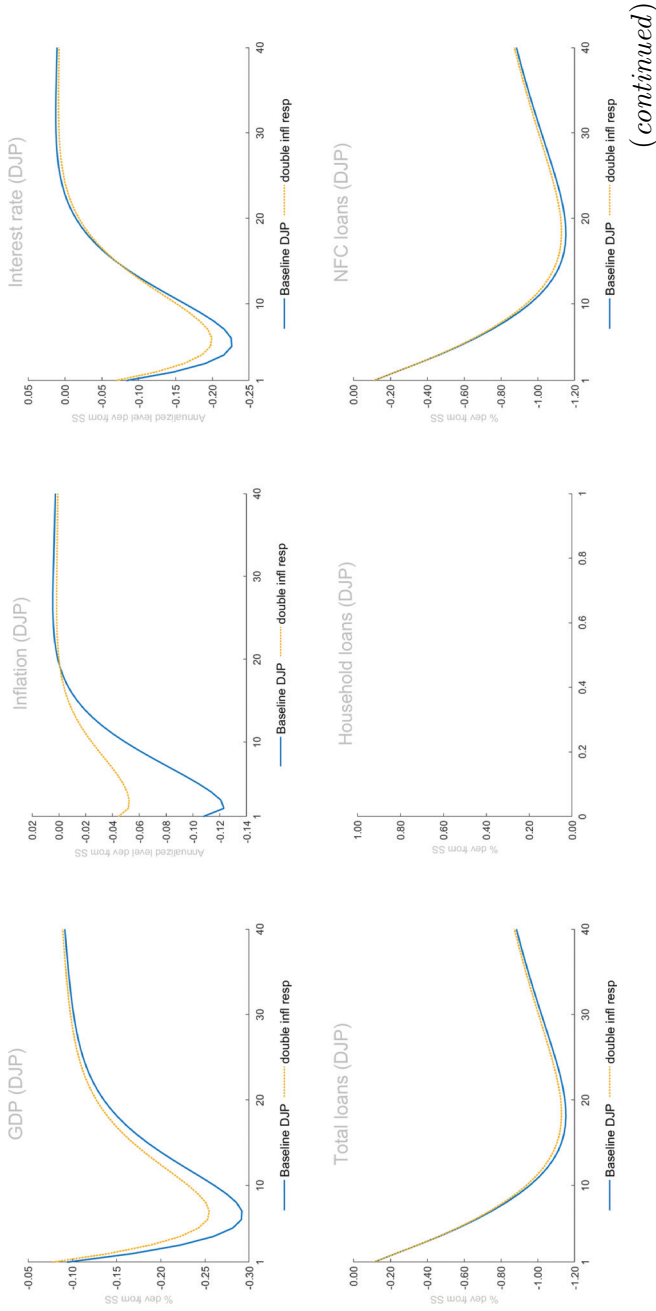 GDP (DJP)
% dev from SS
-0.05
-0.10
-0.15
-0.20
-0.25
-0.30
1 10 20 30 40
Baseline DJP double infl resp
Inflation (DJP)
Annualized level dev from SS
0.02
0.00
-0.02
-0.04
-0.06
-0.08
-0.10
-0.12
-0.14
1 10 20 30 40
Baseline DJP double infl resp
Interest rate (DJP)
Annualized level dev from SS
0.05
0.00
-0.05
-0.10
-0.15
-0.20
-0.25
1 10 20 30 40
Baseline DJP double infl resp
Total loans (DJP)
% dev from SS
0.00
-0.20
-0.40
-0.60
-0.80
-1.00
-1.20
1 10 20 30 40
Baseline DJP double infl resp
Household loans (DJP)
% dev from SS
1.00
0.80
0.60
0.40
0.20
0.00
0 0.2 0.4 0.6 0.8 1
NFC loans (DJP)
% dev from SS
0.00
-0.20
-0.40
-0.60
-0.80
-1.00
-1.20
1 10 20 30 40
Baseline DJP double infl resp
(continued)